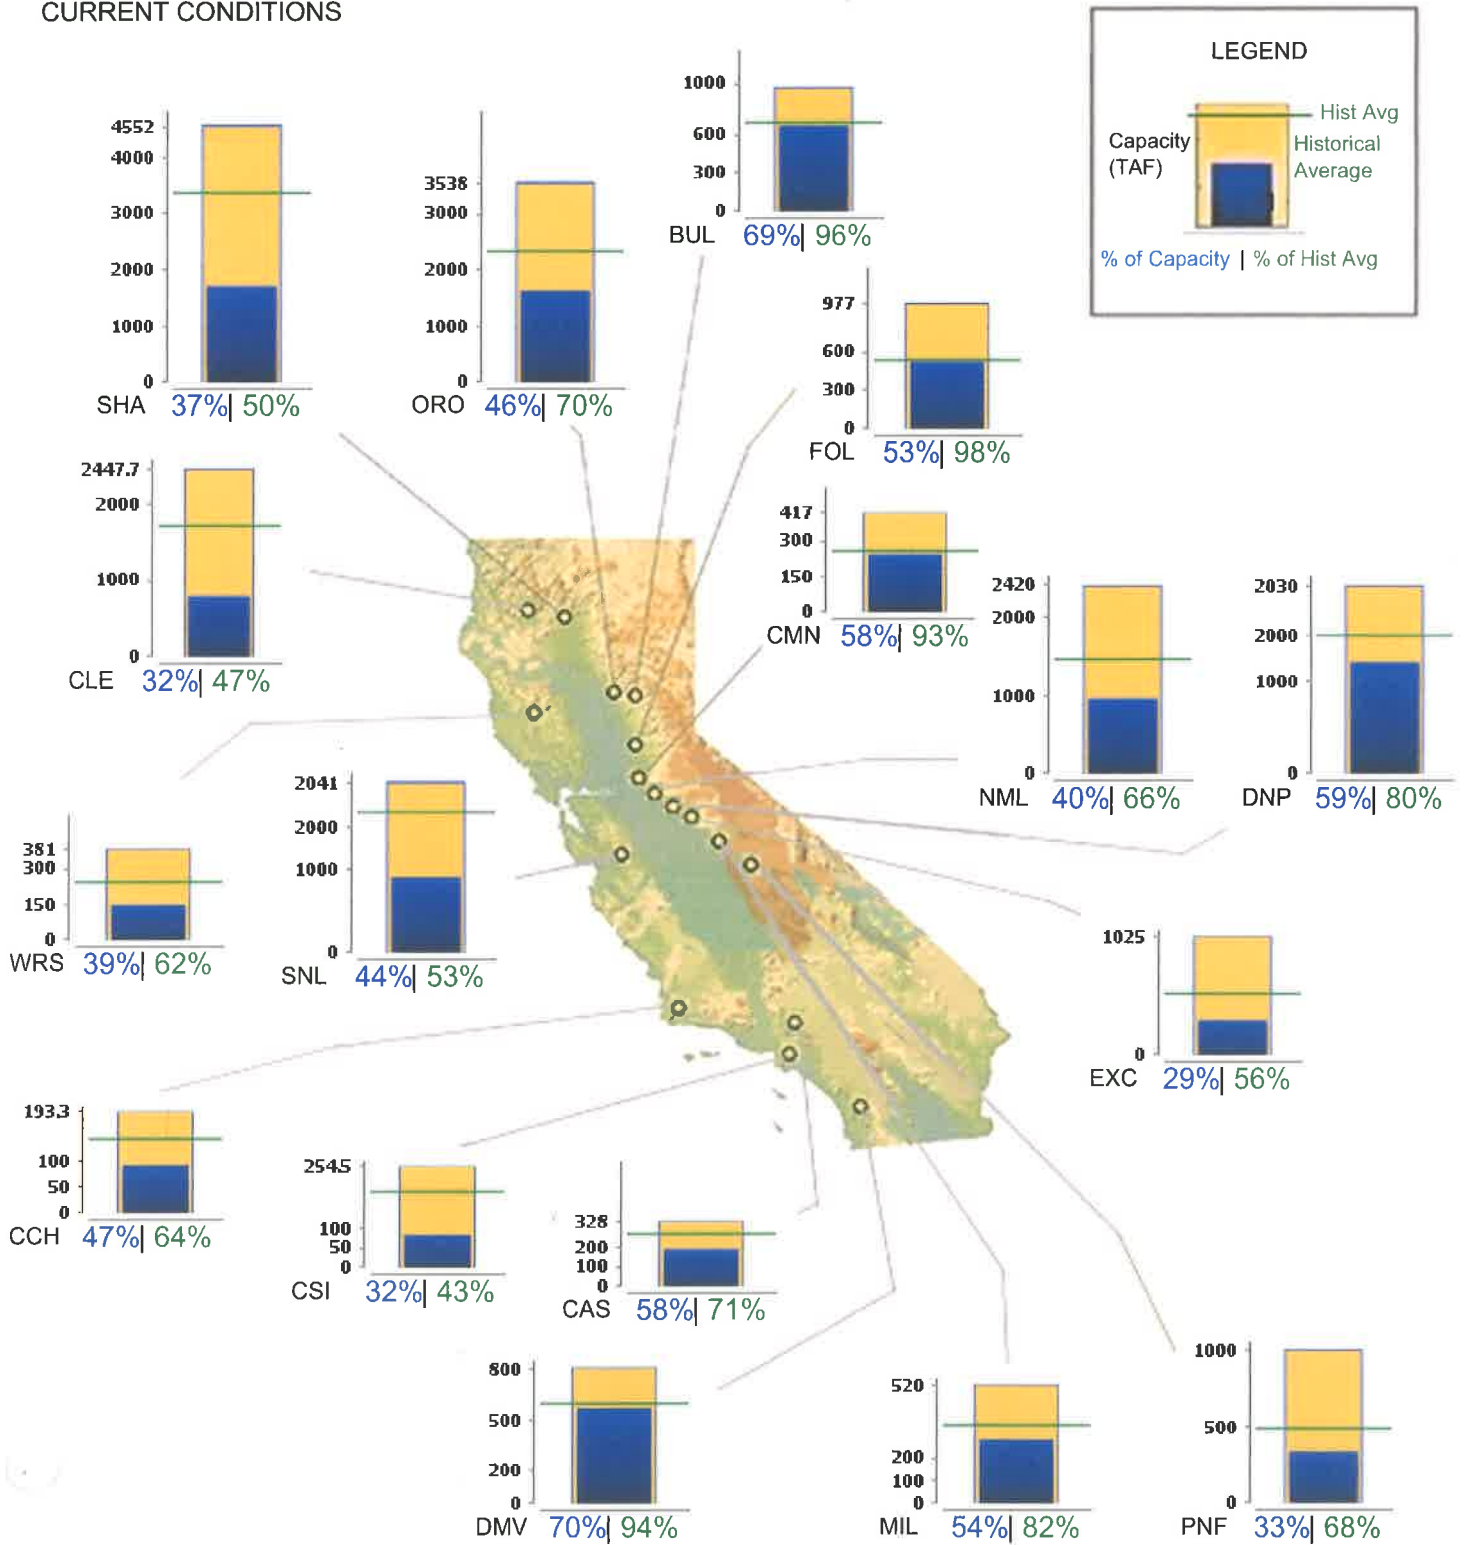 CURRENT CONDITIONS
LEGEND
Hist Avg
Capacity
(TAF)
Historical
Average
% of Capacity | % of Hist Avg
4552
4000
3000
2000
1000
0
SHA 37%| 50%
3538
3000
2000
1000
0
ORO 46%| 70%
1000
600
300
0
BUL 69%| 96%
977
600
300
0
FOL 53%| 98%
2447.7
2000
1000
0
CLE 32%| 47%
417
300
150
0
CMN 58%| 93%
2420
2000
1000
0
NML 40%| 66%
2030
2000
1000
0
DNP 59%| 80%
381
300
150
0
WRS 39%| 62%
2041
2000
1000
0
SNL 44%| 53%
1025
0
EXC 29%| 56%
193.3
100
50
0
CCH 47%| 64%
254.5
100
50
0
CSI 32%| 43%
328
200
100
0
CAS 58%| 71%
800
500
200
0
DMV 70%| 94%
520
200
100
0
MIL 54%| 82%
1000
500
0
PNF 33%| 68%